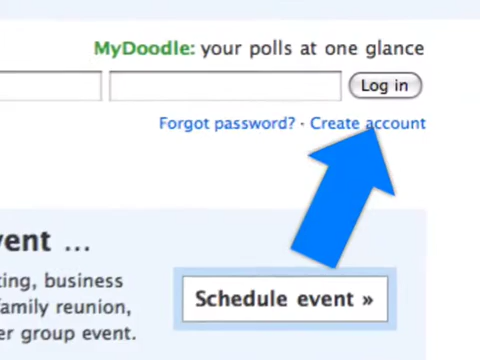 MyDoodle: your polls at one glance
Log in
Forgot password? · Create account
vent ...
ting, business
family reunion,
er group event.
Schedule event »